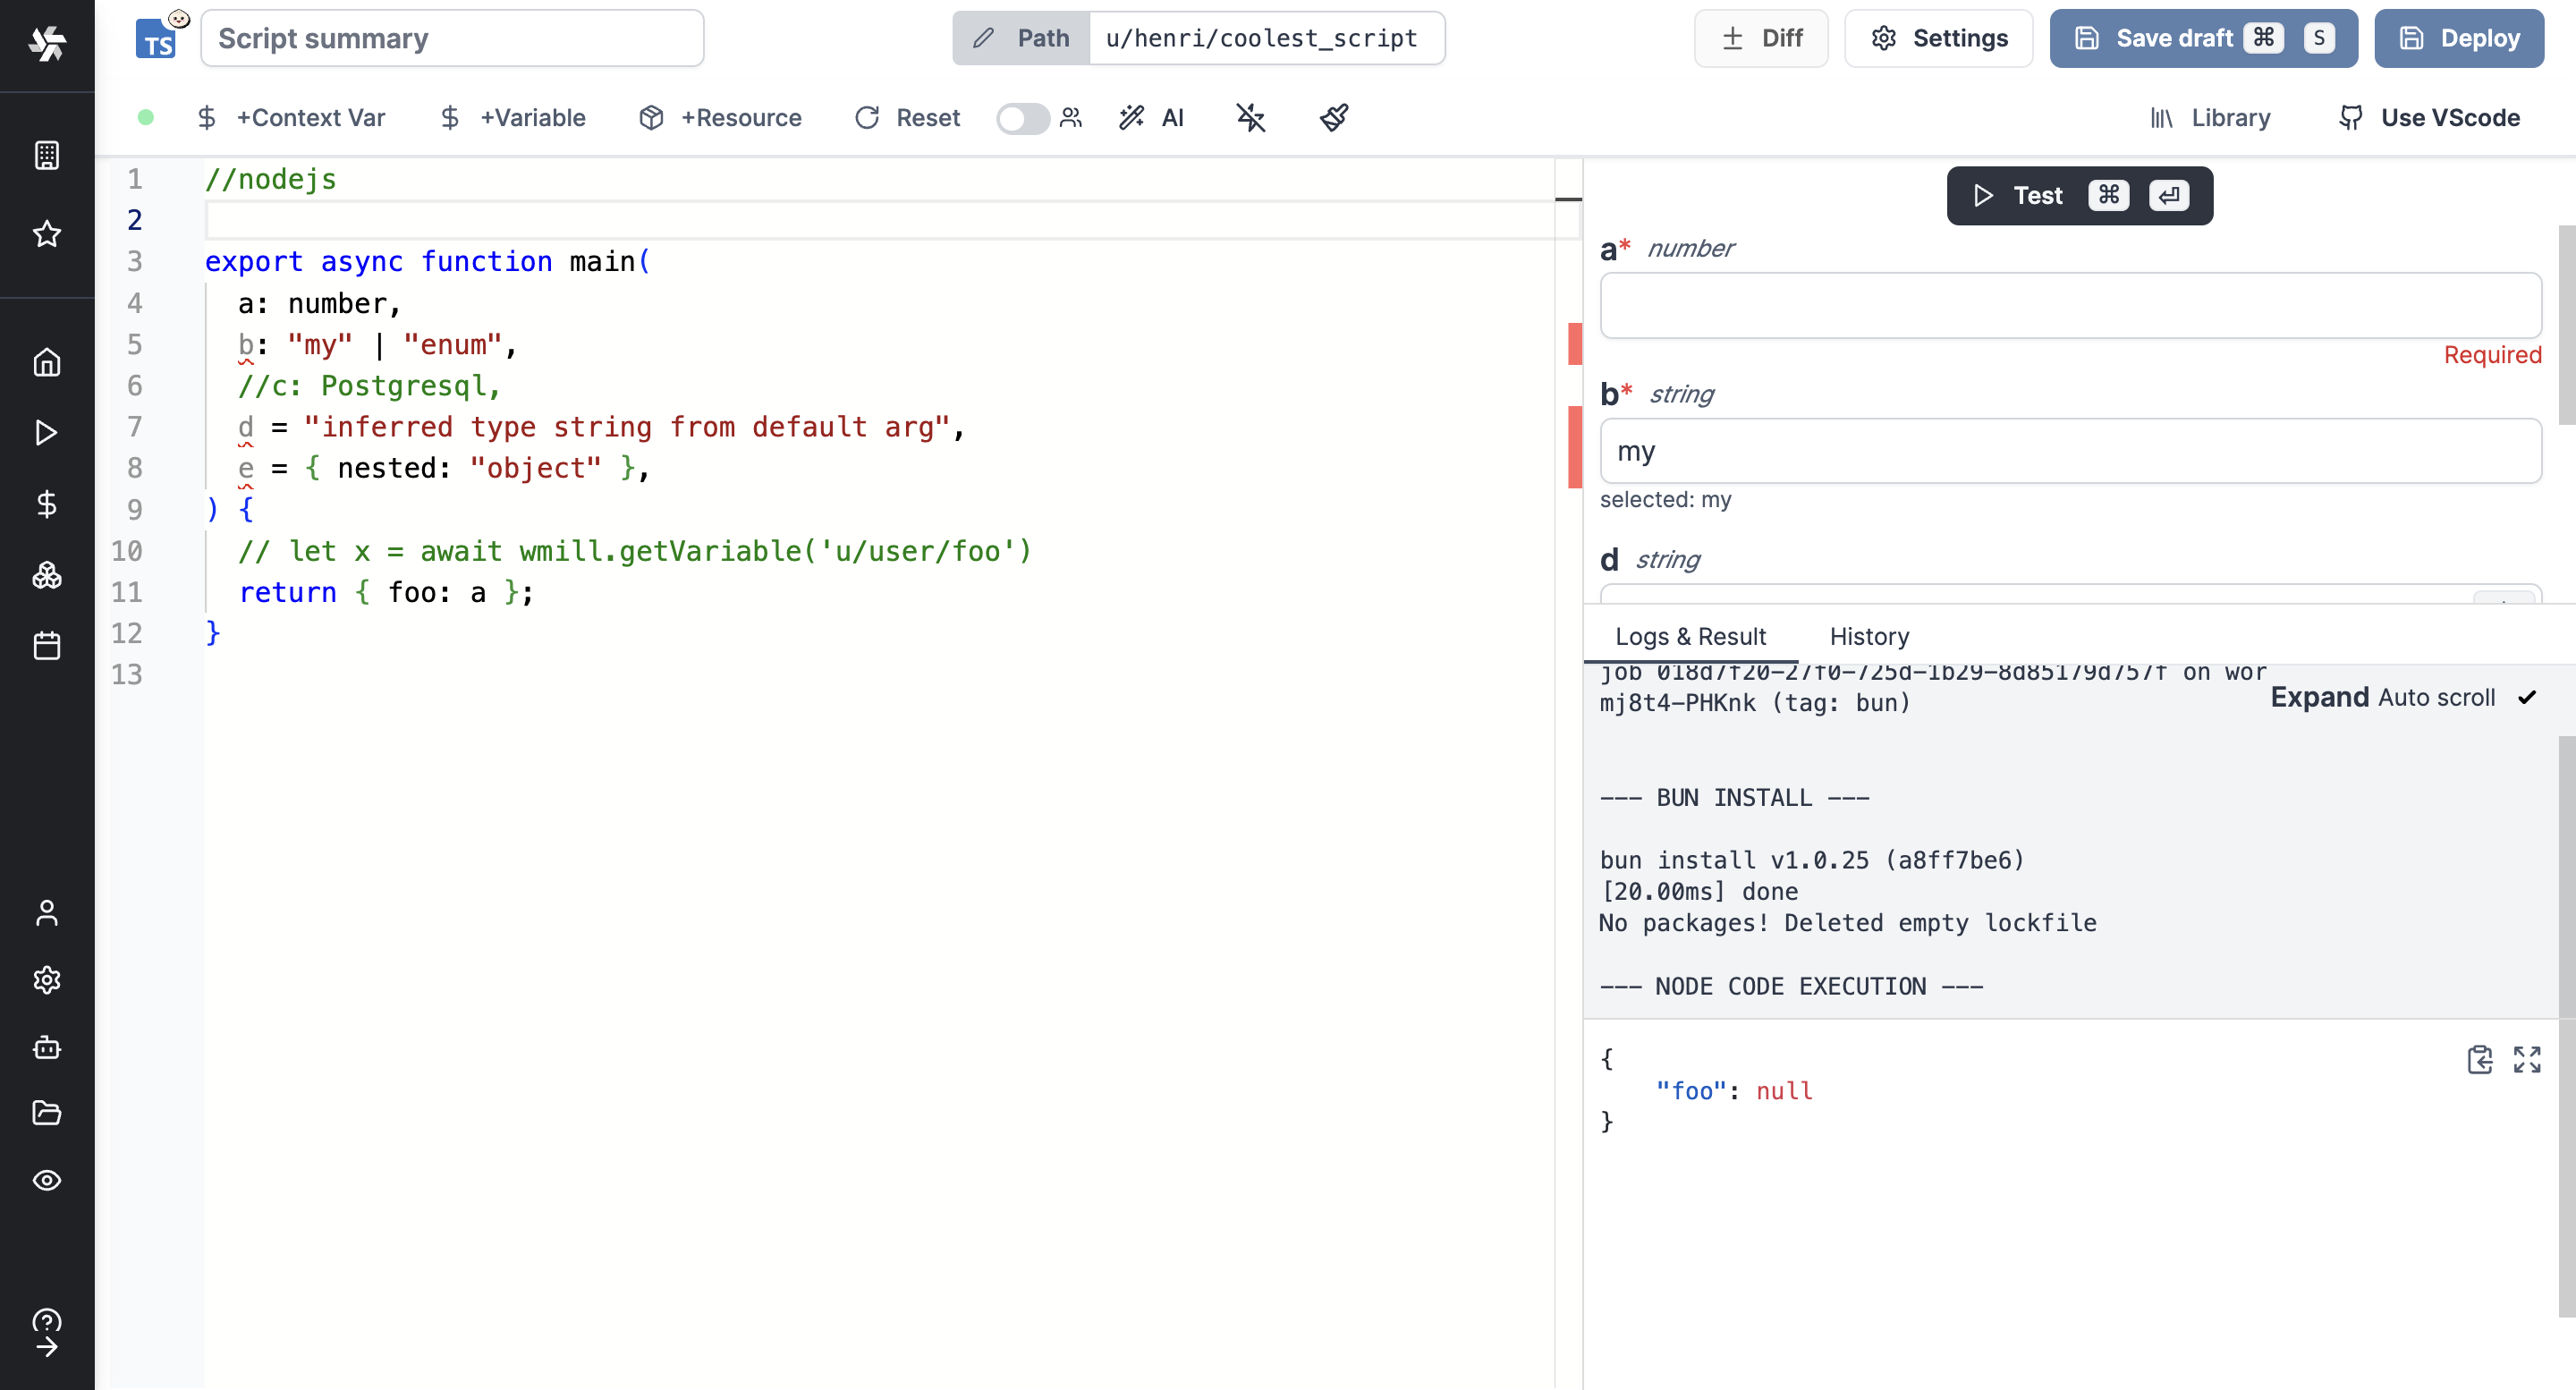 TS
Script summary
Path
u/henri/coolest_script
Diff
Settings
Save draft ⌘ S
Deploy
+Context Var
+Variable
+Resource
Reset
AI
Library
Use VScode
1 //nodejs
2
3 export async function main(
4 a: number,
5 b: "my" | "enum",
6 //c: Postgresql,
7 d = "inferred type string from default arg",
8 e = { nested: "object" },
9 ) {
10 // let x = await wmill.getVariable('u/user/foo')
11 return { foo: a };
12 }
13
Test ⌘ ⏎
a* number
Required
b* string
my
selected: my
d string
Logs & Result
History
job 018d7f20-27f0-725d-1b29-8d85179d757f on wor
mj8t4-PHKnk (tag: bun)
Expand Auto scroll
--- BUN INSTALL ---
bun install v1.0.25 (a8ff7be6)
[20.00ms] done
No packages! Deleted empty lockfile
--- NODE CODE EXECUTION ---
{
"foo": null
}